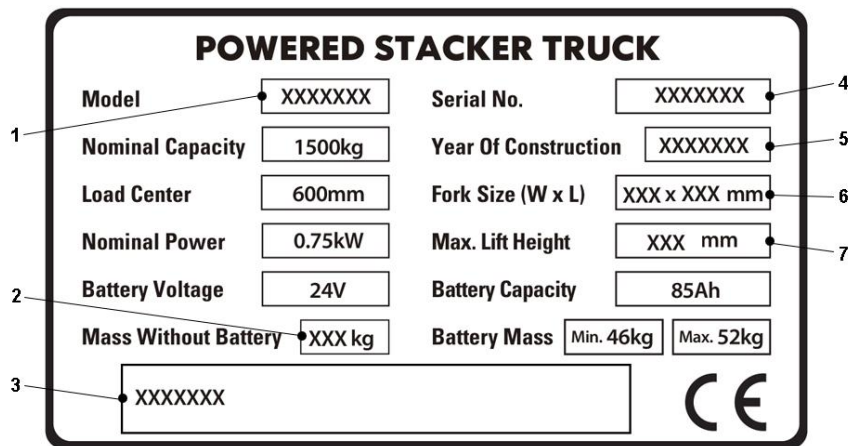 POWERED STACKER TRUCK
Model XXXXXXX Serial No. XXXXXXX 4
1 Nominal Capacity 1500kg Year Of Construction XXXXXXX 5
Load Center 600mm Fork Size (W x L) XXX x XXX mm 6
Nominal Power 0.75kW Max. Lift Height XXX mm 7
2 Battery Voltage 24V Battery Capacity 85Ah
Mass Without Battery XXX kg Battery Mass Min. 46kg Max. 52kg
3 XXXXXXX CE